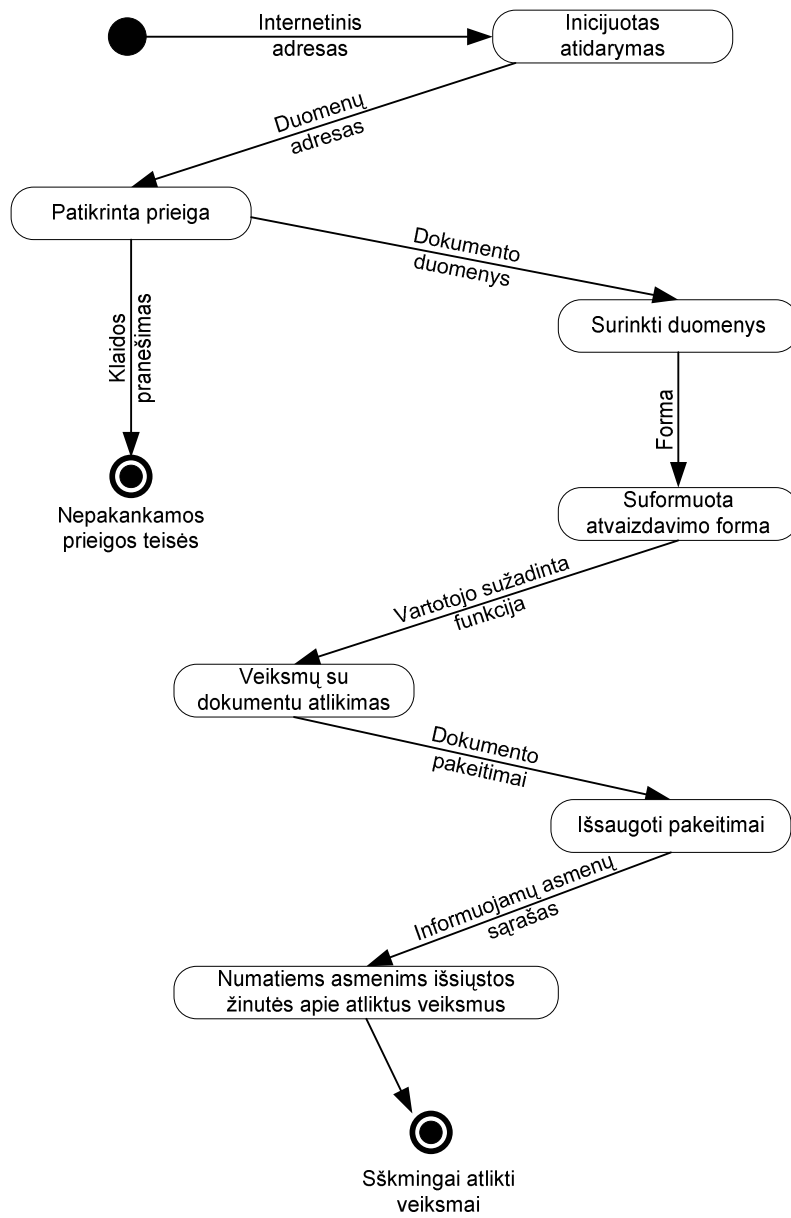 Internetinis
adresas
Inicijuotas
atidarymas
Duomenų
adresas
Patikrinta prieiga
Dokumento
duomenys
Surinkti duomenys
Klaidos
pranešimas
Forma
Nepakankamos
prieigos teisės
Suformuota
atvaizdavimo forma
Vartotojo sužadinta
funkcija
Veiksmų su
dokumentu atlikimas
Dokumento
pakeitimai
Išsaugoti pakeitimai
Informuojamų asmenų
sąrašas
Numatiems asmenims išsiųstos
žinutės apie atliktus veiksmus
Sškmingai atlikti
veiksmai